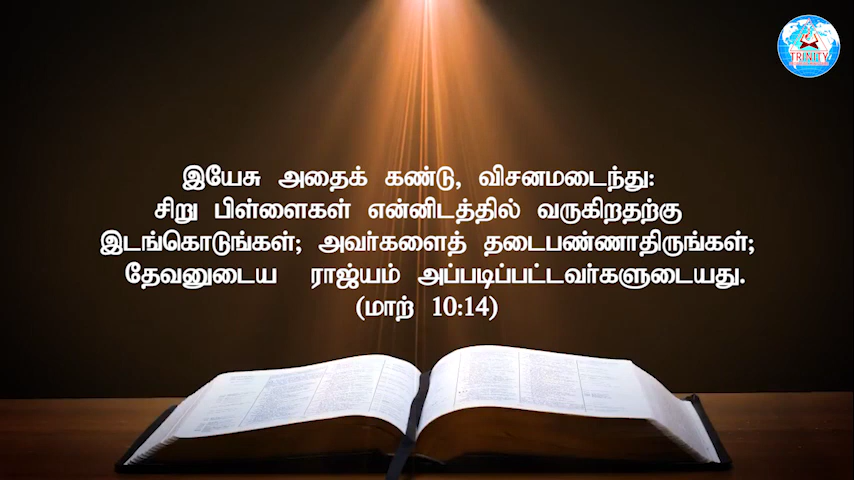 TRINITY
இயேசு அதைக் கண்டு, விசனமடைந்து:
சிறு பிள்ளைகள் என்னிடத்தில் வருகிறதற்கு
இடங்கொடுங்கள்; அவர்களைத் தடைபண்ணாதிருங்கள்;
தேவனுடைய ராஜ்யம் அப்படிப்பட்டவர்களுடையது.
(மாற் 10:14)